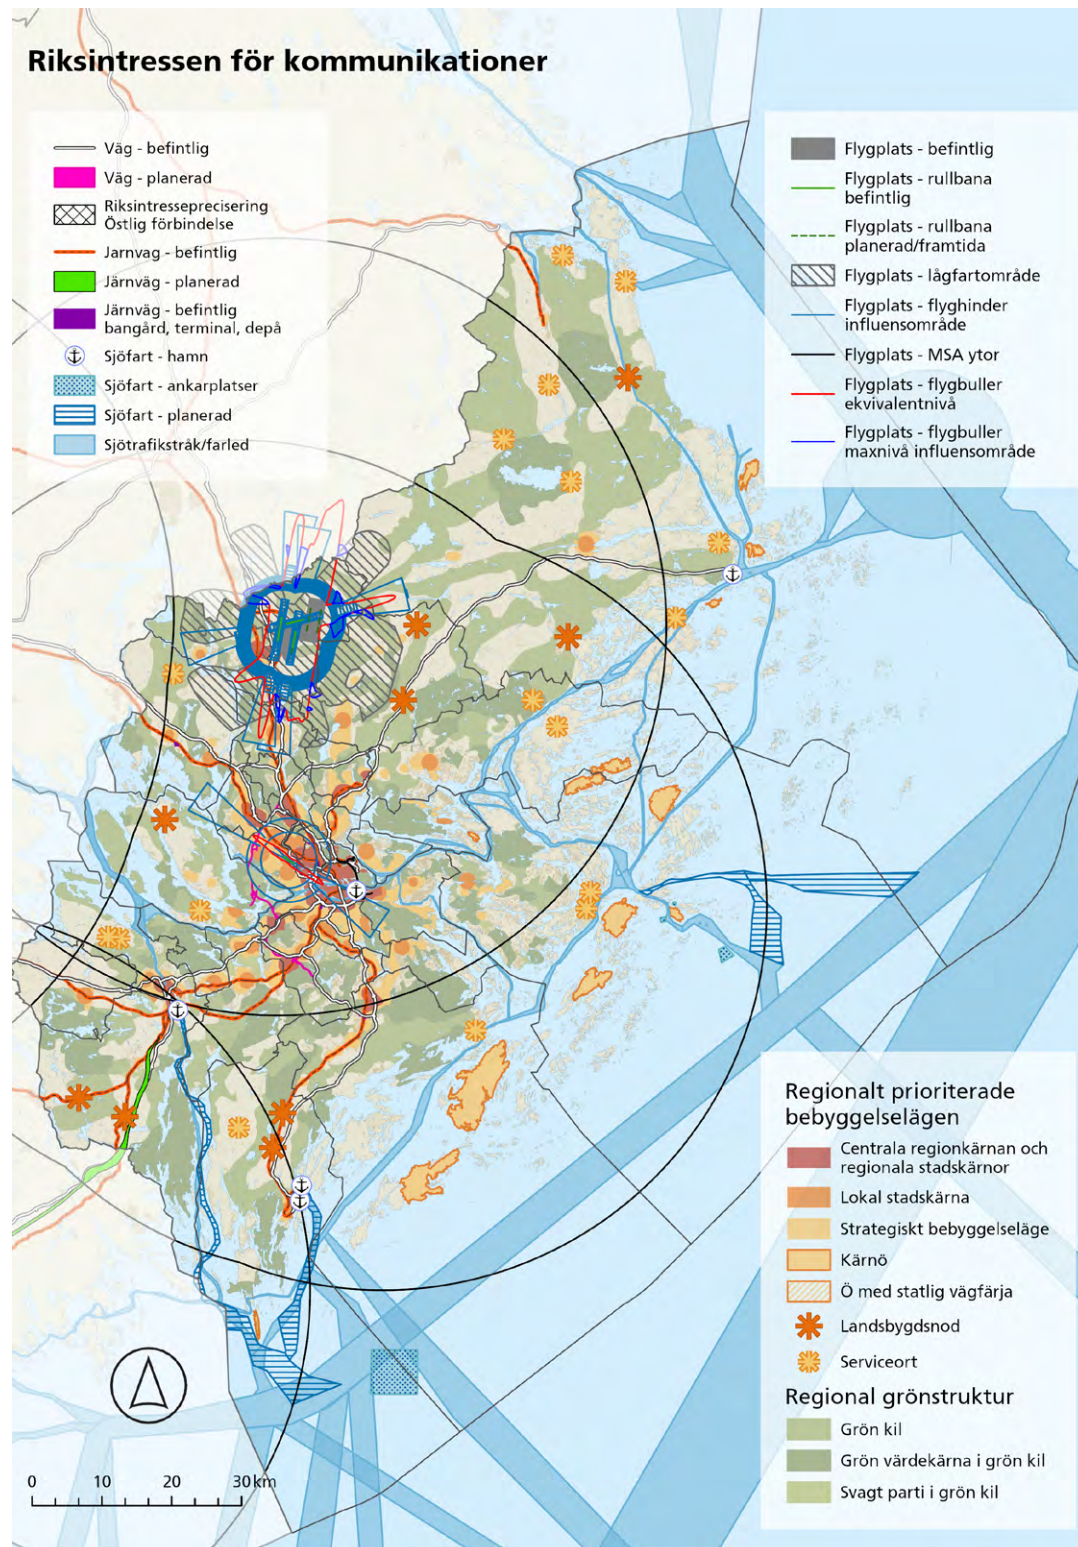 Riksintressen för kommunikationer
Väg - befintlig
Väg - planerad
Riksintresseprecisering
Östlig förbindelse
Jarnvag - befintlig
Järnväg - planerad
Järnväg - befintlig
bangård, terminal, depå
Sjöfart - hamn
Sjöfart - ankarplatser
Sjöfart - planerad
Sjötrafikstråk/farled
Flygplats - befintlig
Flygplats - rullbana
befintlig
Flygplats - rullbana
planerad/framtida
Flygplats - lågfartområde
Flygplats - flyghinder
influensområde
Flygplats - MSA ytor
Flygplats - flygbuller
ekvivalentnivå
Flygplats - flygbuller
maxnivå influensområde
Regionalt prioriterade
bebyggelselägen
Centrala regionkärnan och
regionala stadskärnor
Lokal stadskärna
Strategiskt bebyggelseläge
Kärnö
Ö med statlig vägfärja
Landsbygdsnod
Serviceort
Regional grönstruktur
Grön kil
Grön värdekärna i grön kil
Svagt parti i grön kil
0 10 20 30 km